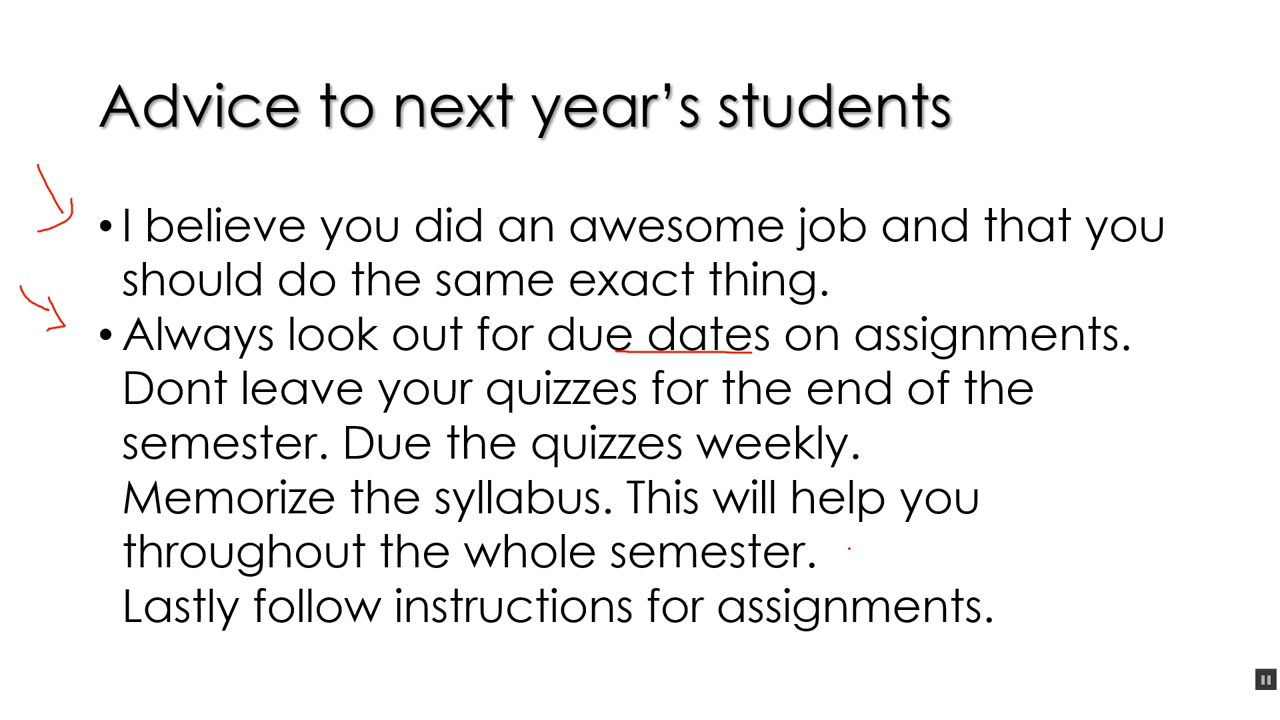 Advice to next year’s students
• I believe you did an awesome job and that you
should do the same exact thing.
• Always look out for due dates on assignments.
Dont leave your quizzes for the end of the
semester. Due the quizzes weekly.
Memorize the syllabus. This will help you
throughout the whole semester.
Lastly follow instructions for assignments.